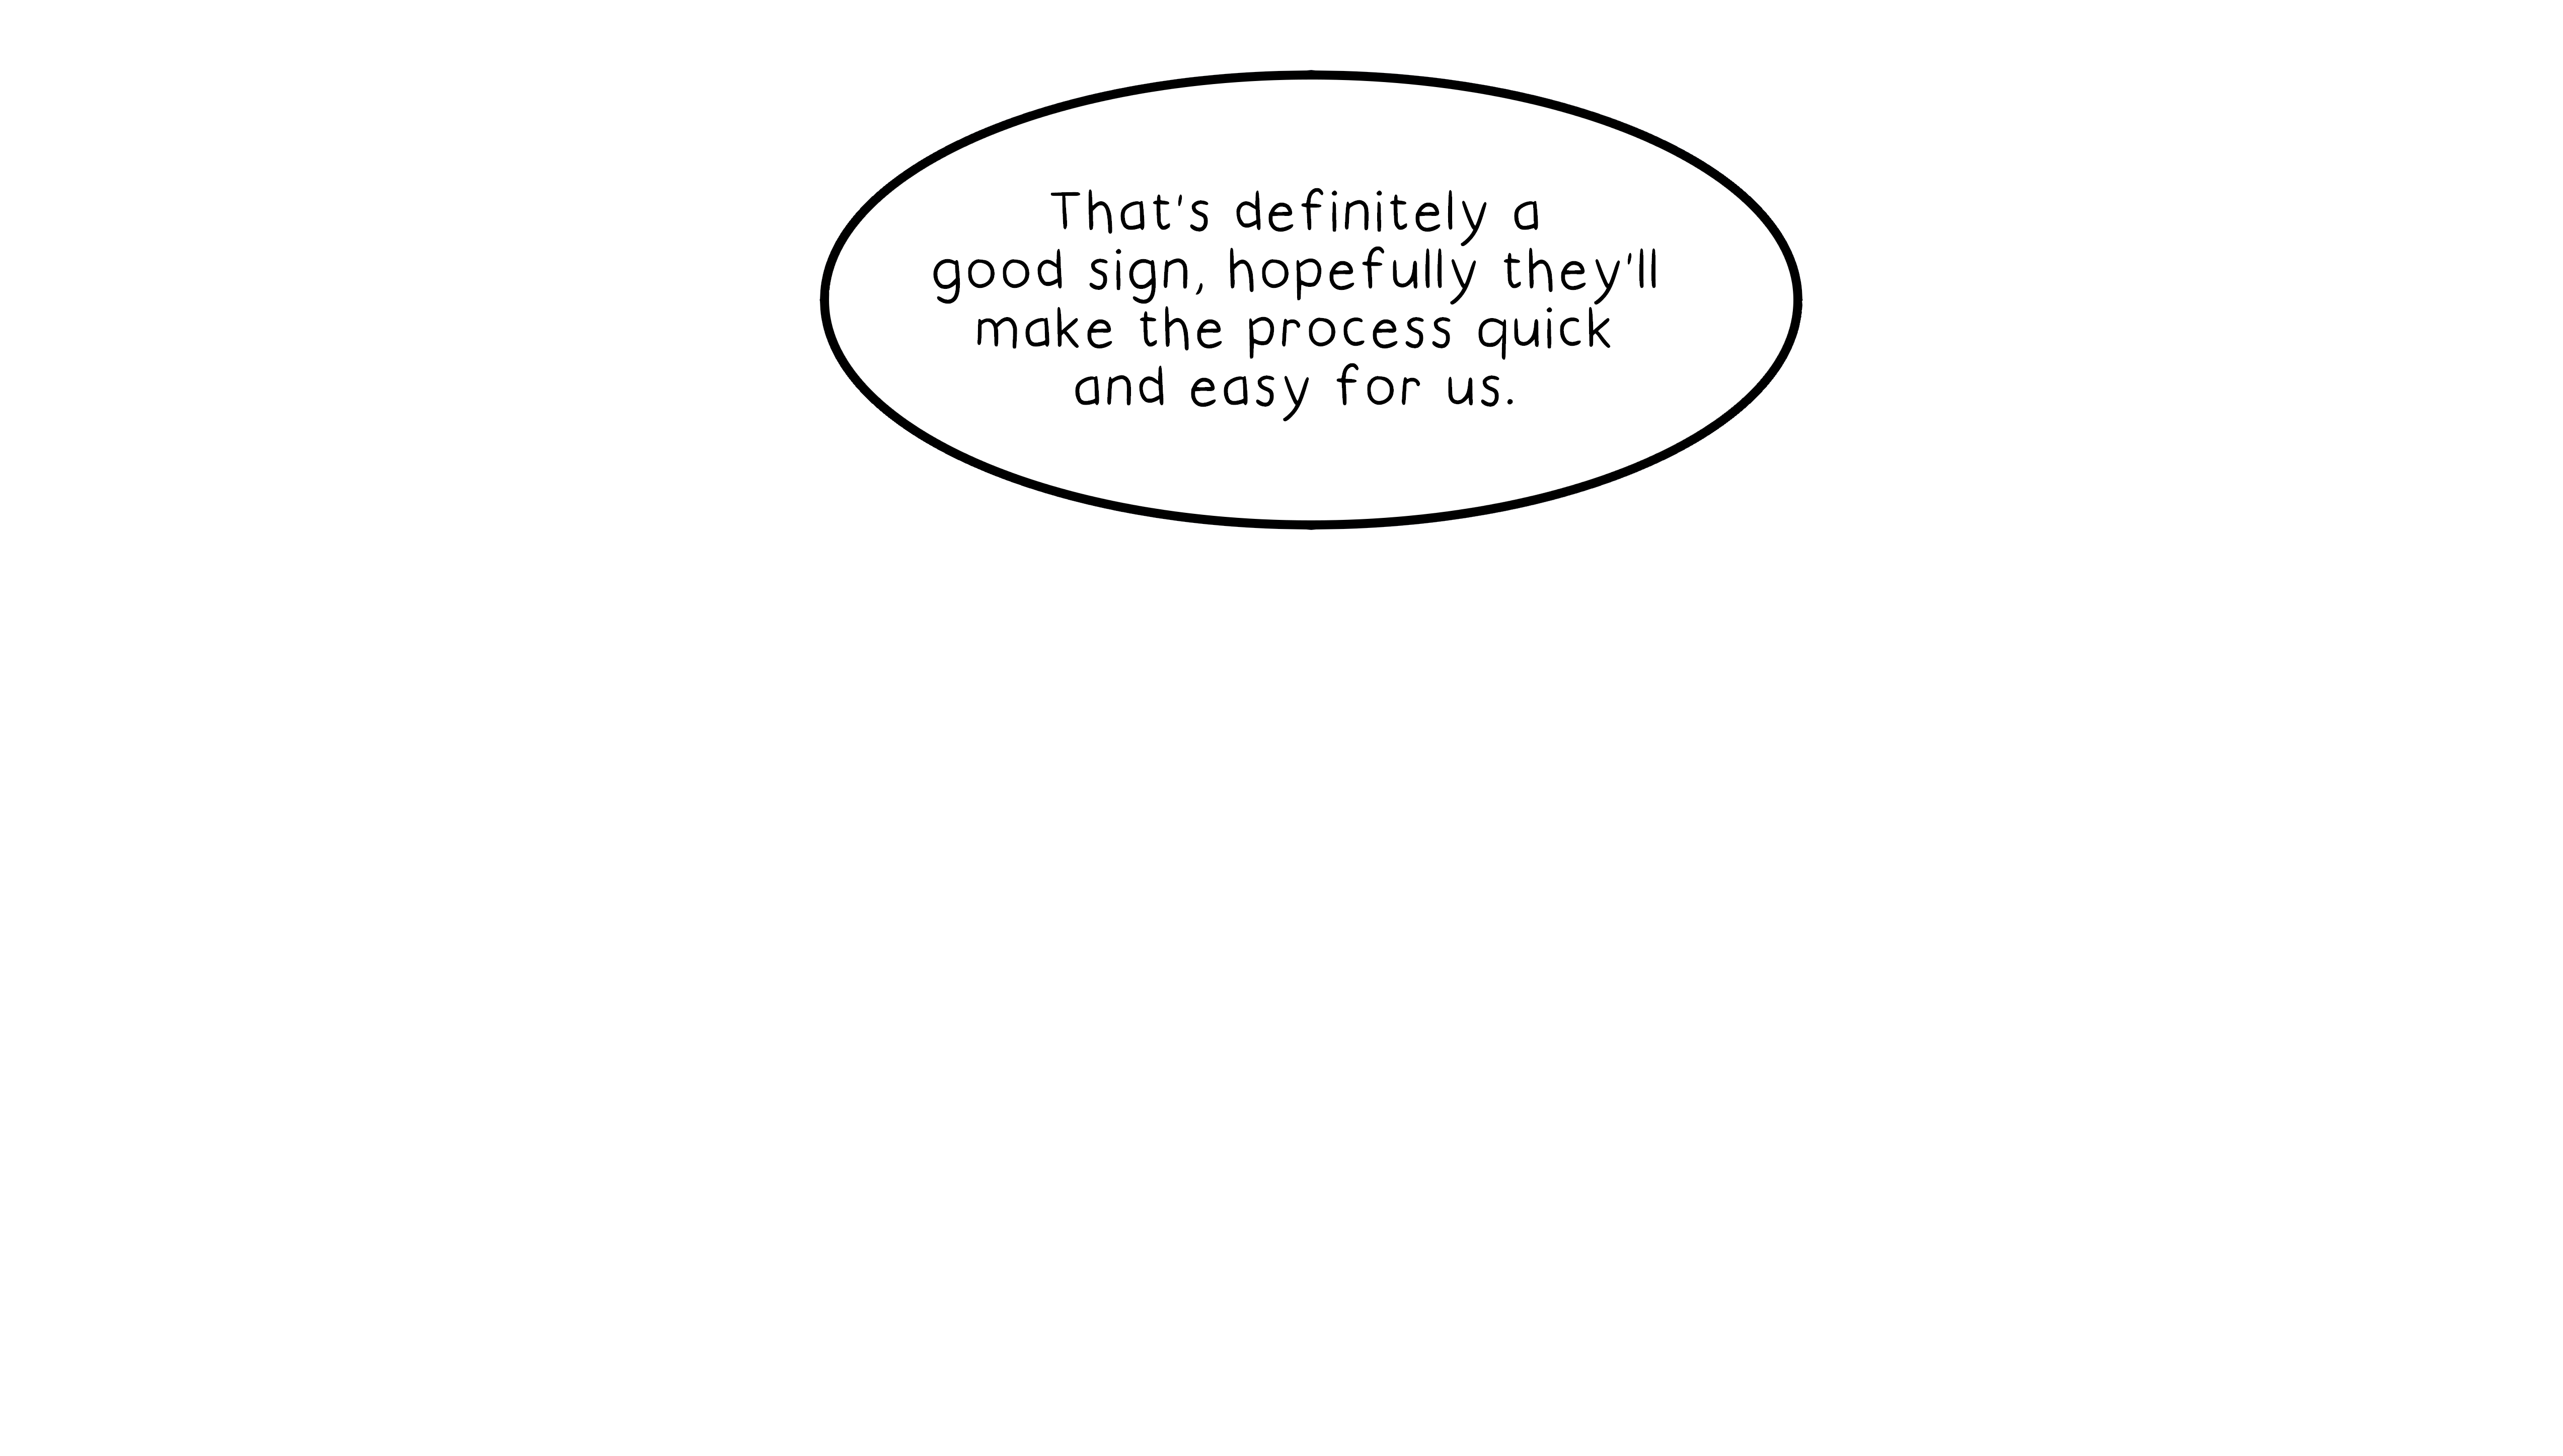 That's definitely a
good sign, hopefully they'll
make the process quick
and easy for us.